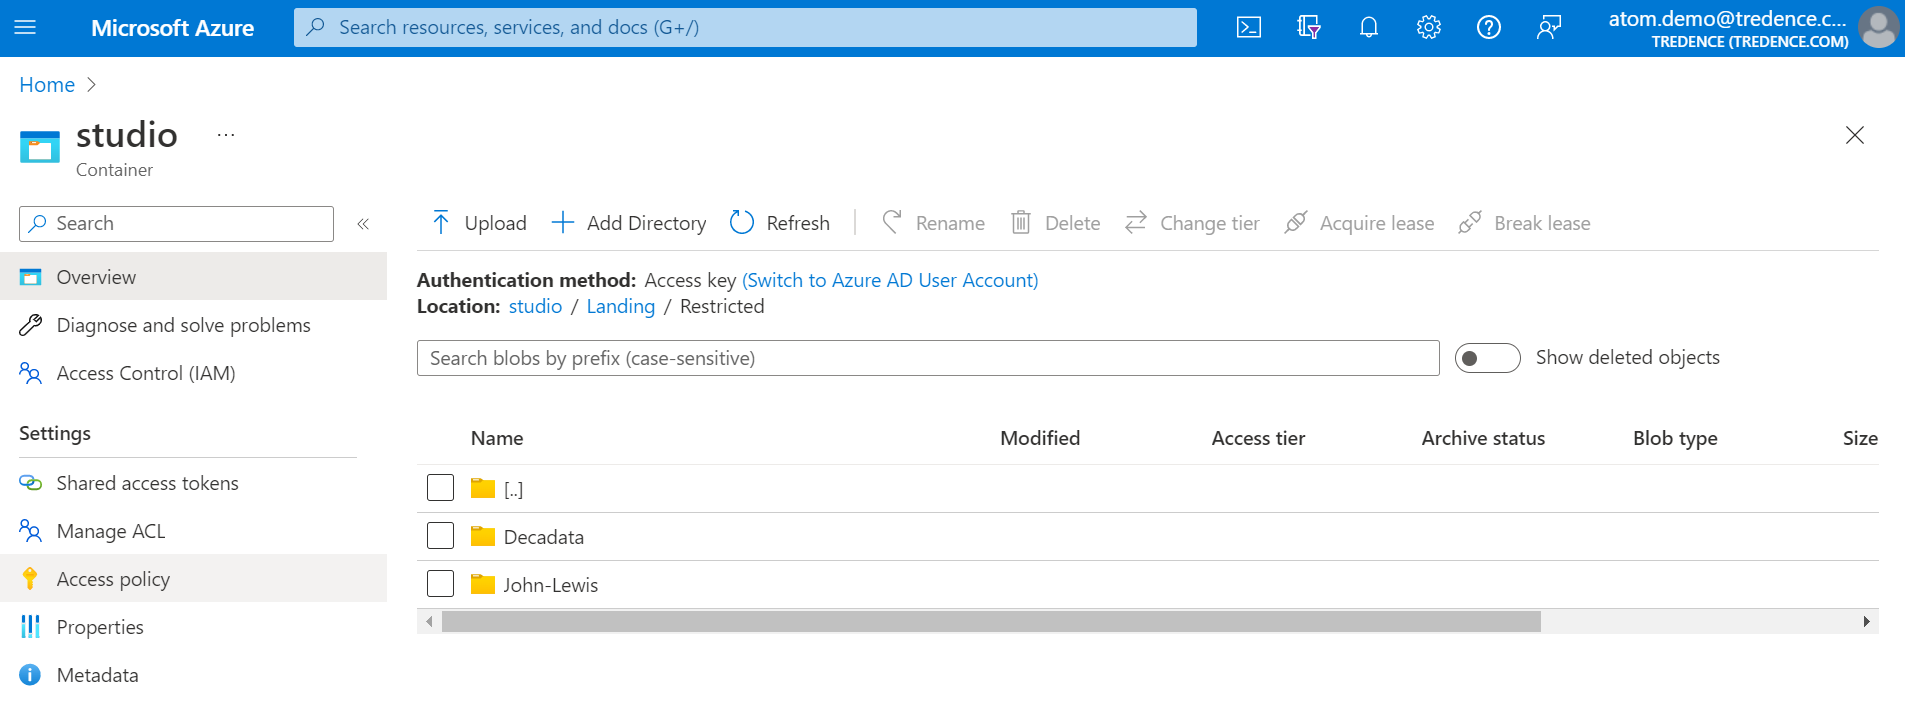 Microsoft Azure
Search resources, services, and docs (G+/)
atom.demo@tredence.c...
TREDENCE (TREDENCE.COM)
Home
studio
Container
Search
Overview
Diagnose and solve problems
Access Control (IAM)
Settings
Shared access tokens
Manage ACL
Access policy
Properties
Metadata
Upload Add Directory Refresh Rename Delete Change tier Acquire lease Break lease
Authentication method: Access key (Switch to Azure AD User Account)
Location: studio / Landing / Restricted
Search blobs by prefix (case-sensitive)
Show deleted objects
Name Modified Access tier Archive status Blob type Size
[..]
Decadata
John-Lewis